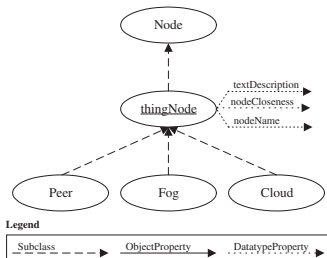 Node
textDescription
thingNode
nodeCloseness
nodeName
Peer
Fog
Cloud
Legend
Subclass
ObjectProperty
DatatypeProperty